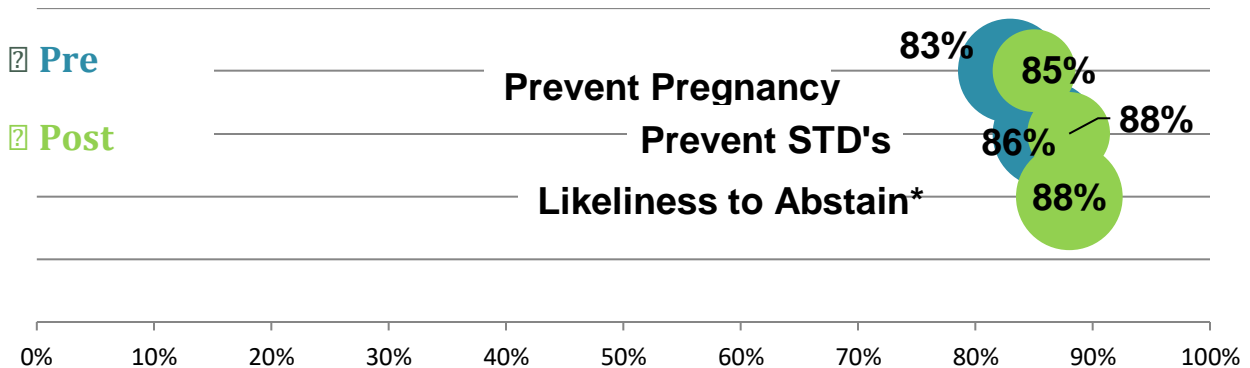 Pre
83%
Prevent Pregnancy
85%
Post
Prevent STD's
86%
88%
Likeliness to Abstain*
88%
0% 10% 20% 30% 40% 50% 60% 70% 80% 90% 100%